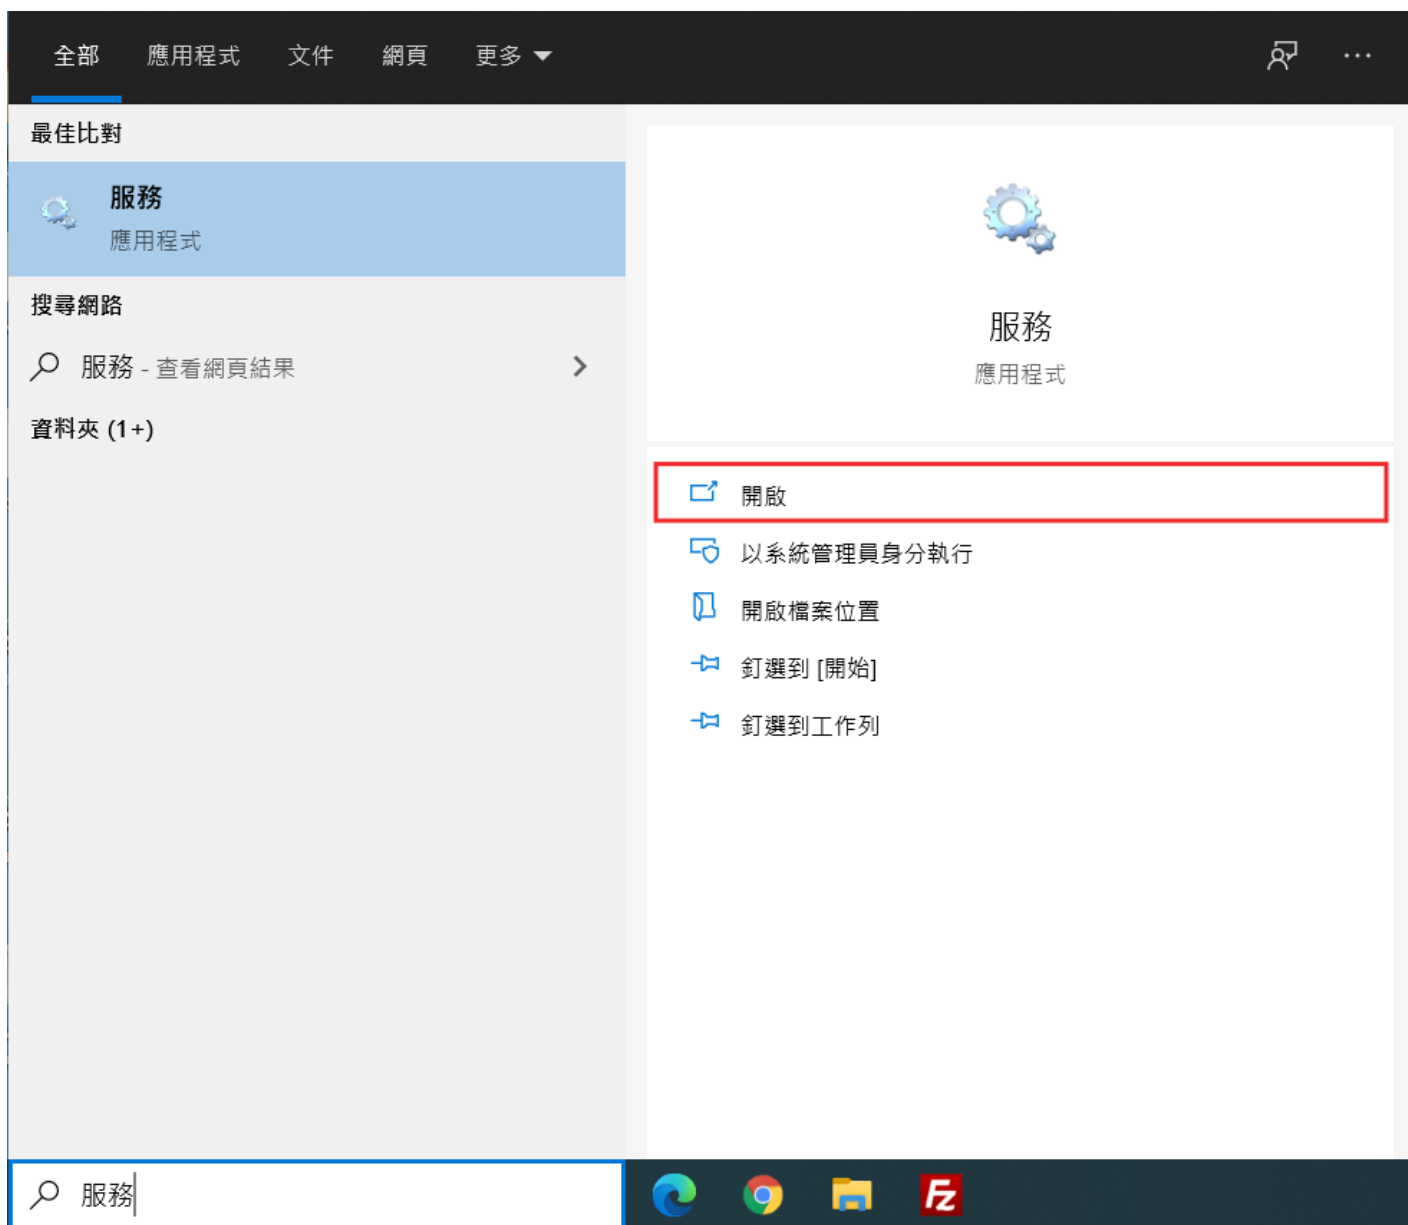 全部 應用程式 文件 網頁 更多
最佳比對
服務
應用程式
搜尋網路
服務 - 查看網頁結果
資料夾 (1+)
服務
應用程式
開啟
以系統管理員身分執行
開啟檔案位置
釘選到 [開始]
釘選到工作列
服務
Fz